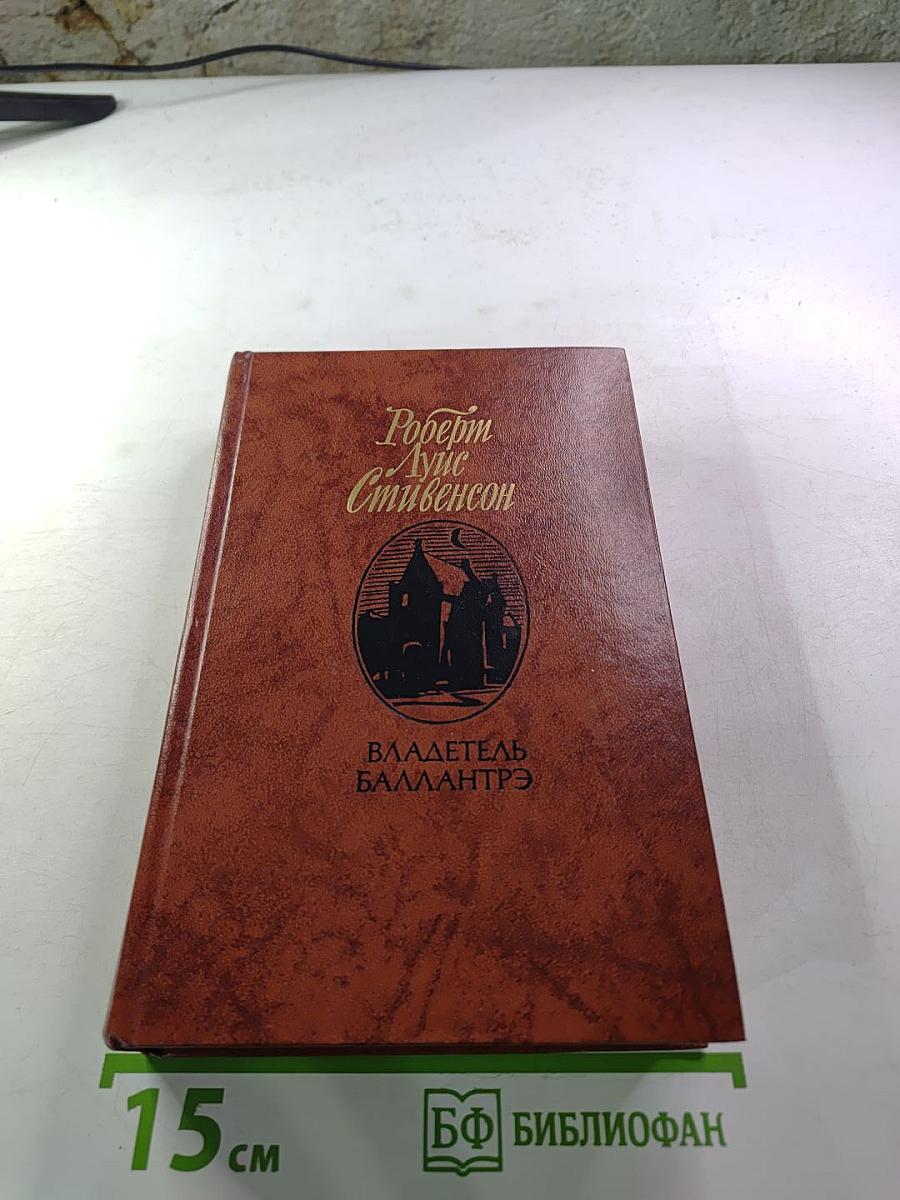 Роберт
Луис
Стивенсон
ВЛАДЕТЕЛЬ
БАЛЛАНТРЭ
15 см
БФ БИБЛИОФАН